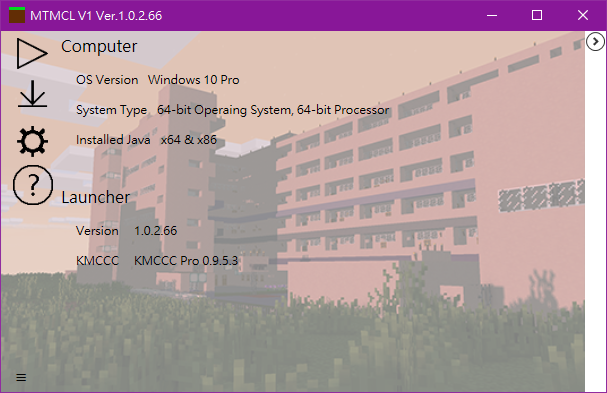 MTMCL V1 Ver.1.0.2.66
Computer
OS Version Windows 10 Pro
System Type 64-bit Operaing System, 64-bit Processor
Installed Java x64 & x86
?
Launcher
Version 1.0.2.66
KMCCC KMCCC Pro 0.9.5.3